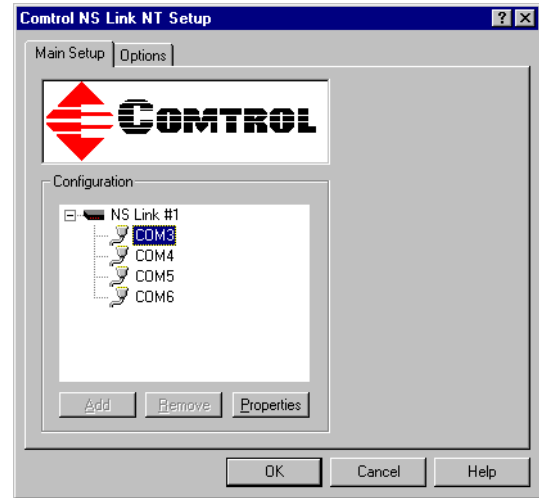 Comtrol NS Link NT Setup
Main Setup Options
COMTROL
Configuration
NS Link #1
COM3
COM4
COM5
COM6
Add Remove Properties
OK Cancel Help